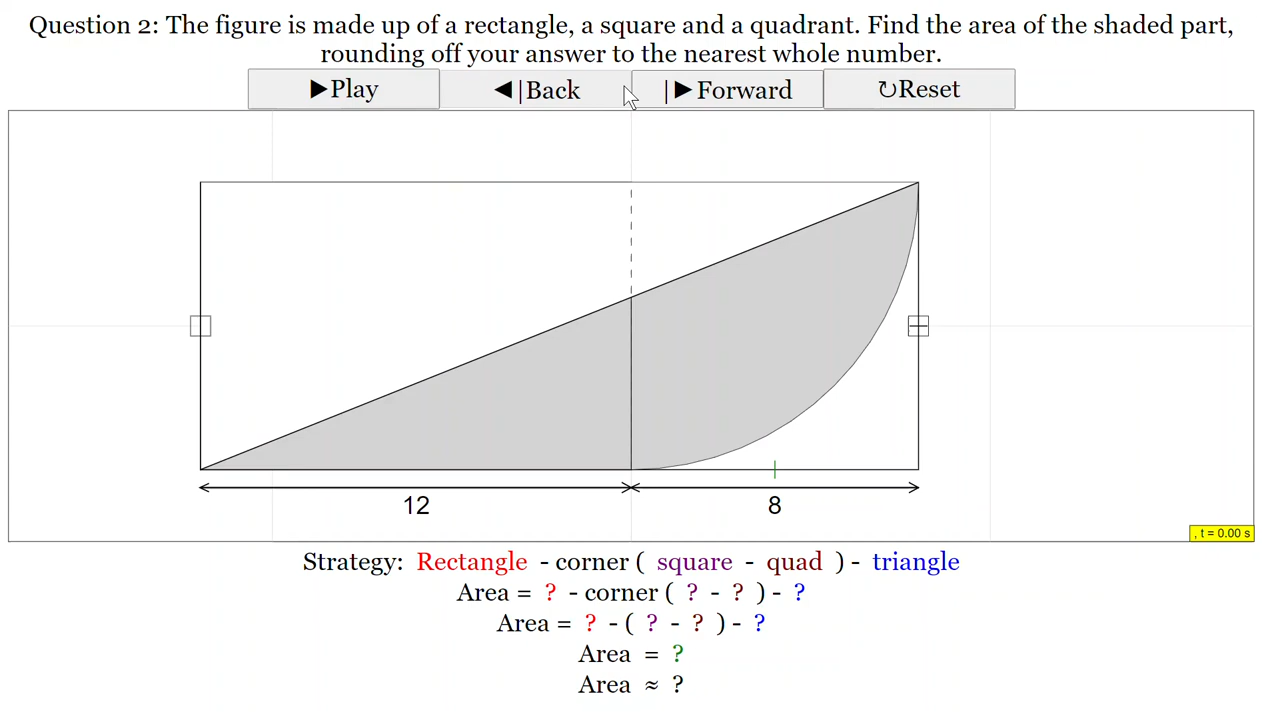 Question 2: The figure is made up of a rectangle, a square and a quadrant. Find the area of the shaded part,
rounding off your answer to the nearest whole number.
▶Play ◀|Back |▶Forward ↻Reset
12 8
, t = 0.00 s
Strategy: Rectangle - corner ( square - quad ) - triangle
Area = ? - corner ( ? - ? ) - ?
Area = ? - ( ? - ? ) - ?
Area = ?
Area ≈ ?